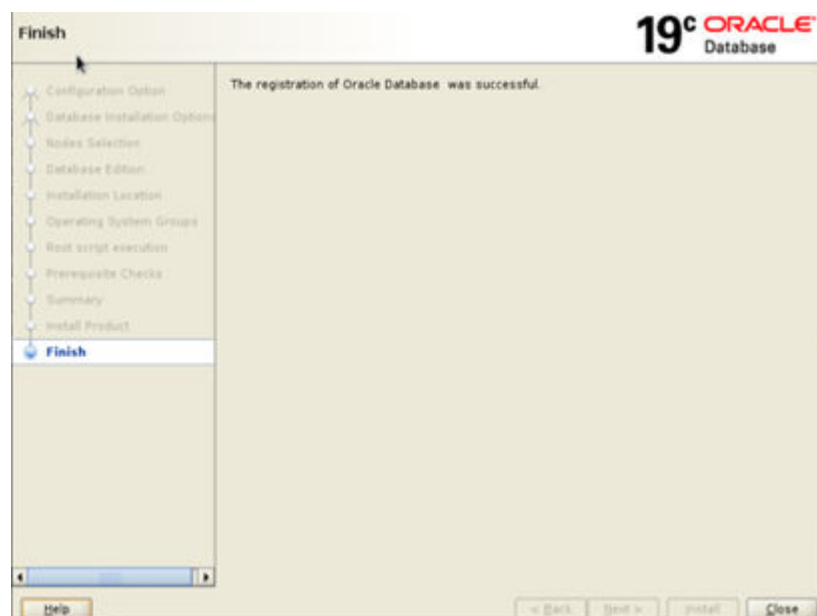 Finish
19c ORACLE
Database
Configuration Option
Database Installation Options
Nodes Selection
Database Edition
Installation Location
Operating System Groups
Root script execution
Prerequisite Checks
Summary
Install Product
Finish
The registration of Oracle Database was successful.
Help
< Back
Next >
Install
Close